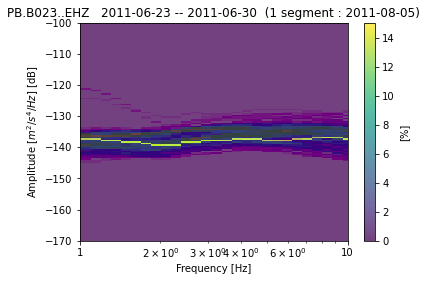 PB.B023..EHZ   2011-06-23 -- 2011-06-30  (1 segment : 2011-08-05)
Amplitude [m²/s⁴/Hz] [dB]
−100
−110
−120
−130
−140
−150
−160
−170
1
2 × 10⁰
3 × 10⁰
4 × 10⁰
6 × 10⁰
10
Frequency [Hz]
14
12
10
8
6
4
2
0
[%]